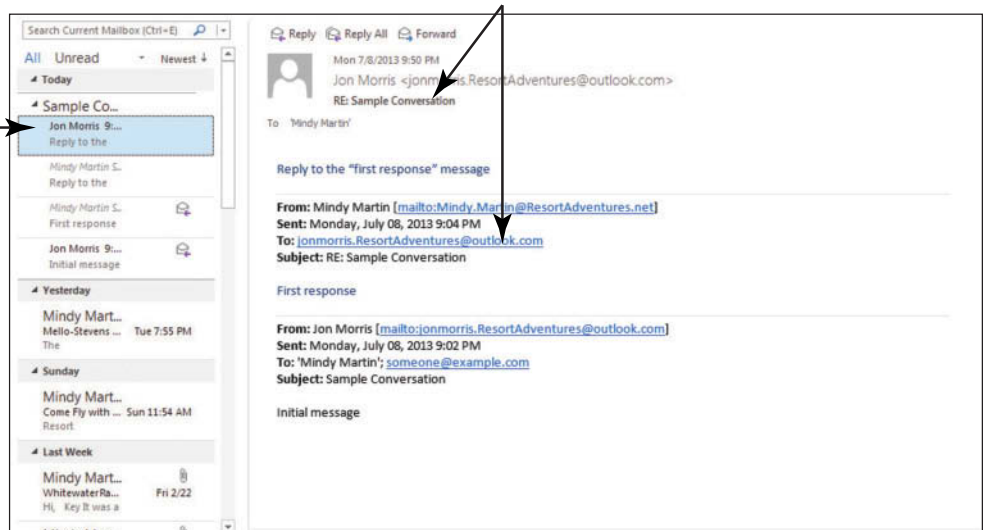 Search Current Mailbox (Ctrl+E)
All Unread Newest ↓
Today
Sample Co...
Jon Morris 9:...
Reply to the
Mindy Martin S...
Reply to the
Mindy Martin S...
First response
Jon Morris 9:...
Initial message
Yesterday
Mindy Mart...
Mello-Stevens ... Tue 7:55 PM
The
Sunday
Mindy Mart...
Come Fly with ... Sun 11:54 AM
Resort
Last Week
Mindy Mart...
WhitewaterRa... Fri 2/22
Hi, Key It was a
Reply Reply All Forward
Mon 7/8/2013 9:50 PM
Jon Morris <jonmorris.ResortAdventures@outlook.com>
RE: Sample Conversation
To 'Mindy Martin'
Reply to the "first response" message
From: Mindy Martin [mailto:Mindy.Martin@ResortAdventures.net]
Sent: Monday, July 08, 2013 9:04 PM
To: jonmorris.ResortAdventures@outlook.com
Subject: RE: Sample Conversation
First response
From: Jon Morris [mailto:jonmorris.ResortAdventures@outlook.com]
Sent: Monday, July 08, 2013 9:02 PM
To: 'Mindy Martin'; someone@example.com
Subject: Sample Conversation
Initial message